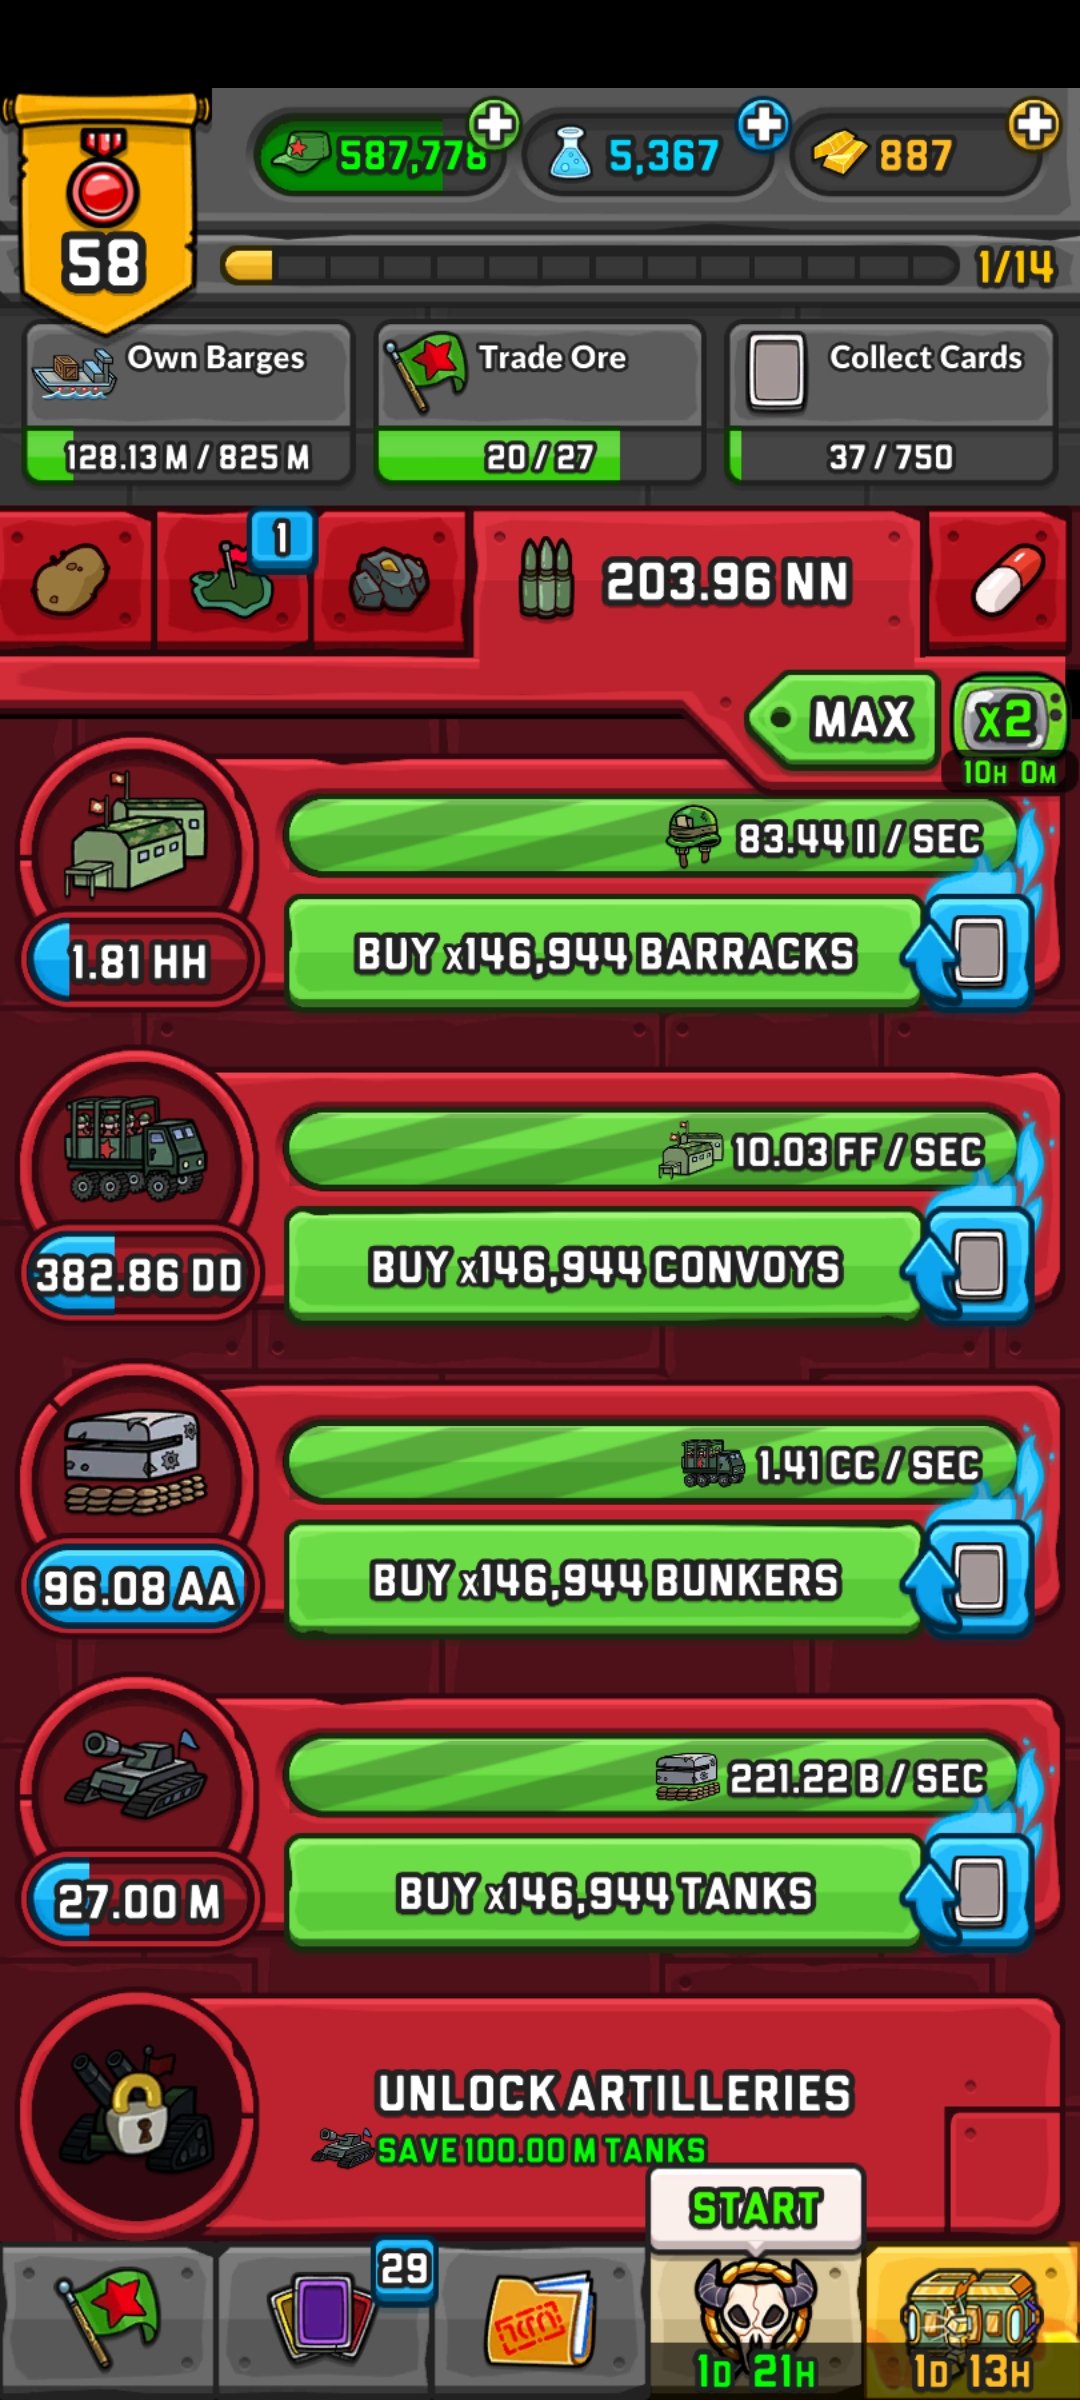 58
587,778
5,367
887
1/14
Own Barges
128.13 M / 825 M
Trade Ore
20 / 27
Collect Cards
37 / 750
1
203.96 NN
MAX
x2
10H 0M
83.44 II / SEC
1.81 HH
BUY x146,944 BARRACKS
10.03 FF / SEC
382.86 DD
BUY x146,944 CONVOYS
1.41 CC / SEC
96.08 AA
BUY x146,944 BUNKERS
221.22 B / SEC
27.00 M
BUY x146,944 TANKS
UNLOCK ARTILLERIES
SAVE 100.00 M TANKS
START
29
1D 21H
1D 13H